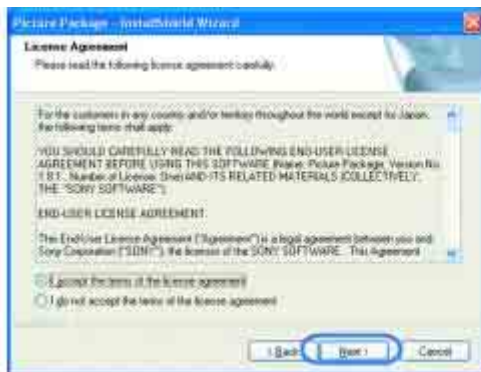 Picture Package - InstallShield Wizard
License Agreement
Please read the following license agreement carefully.
For the customers in any country and/or territory throughout the world except for Japan,
the following terms shall apply.
YOU SHOULD CAREFULLY READ THE FOLLOWING END-USER LICENSE
AGREEMENT BEFORE USING THIS SOFTWARE (Name: Picture Package, Version No.
1.8.1, Number of License: One) AND ITS RELATED MATERIALS (COLLECTIVELY,
THE "SONY SOFTWARE").
END-USER LICENSE AGREEMENT
This End-User License Agreement ("Agreement") is a legal agreement between you and
Sony Corporation ("SONY"), the licensor of the SONY SOFTWARE. This Agreement
I accept the terms of the license agreement
I do not accept the terms of the license agreement
< Back Next > Cancel